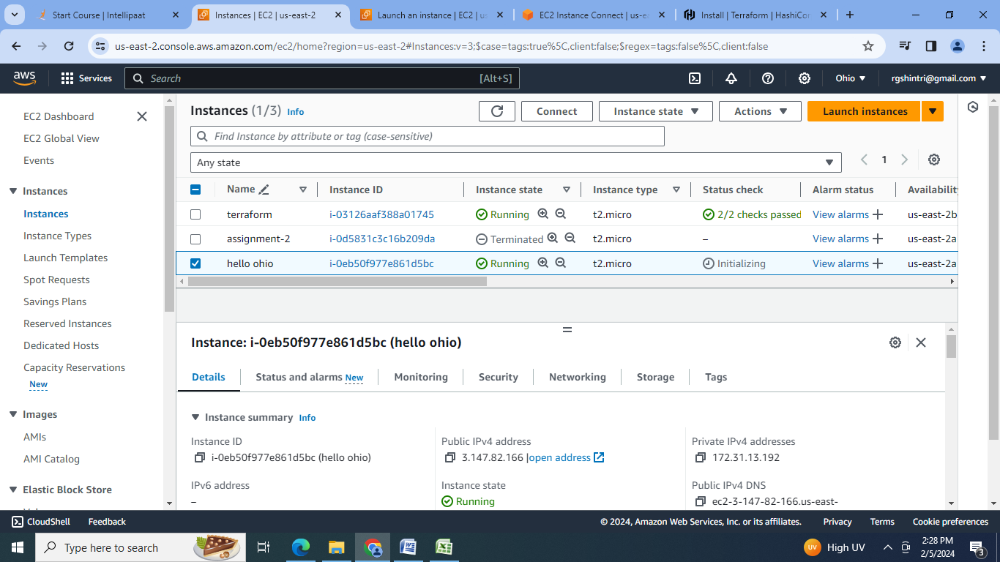 Start Course | Intellipaat
Instances | EC2 | us-east-2
Launch an instance | EC2 | us
EC2 Instance Connect | us-ea
Install | Terraform | HashiCor
us-east-2.console.aws.amazon.com/ec2/home?region=us-east-2#Instances:v=3;$case=tags:true%5C,client:false;$regex=tags:false%5C,client:false
aws
Services
Search
[Alt+S]
Ohio
rgshintri@gmail.com
EC2 Dashboard
EC2 Global View
Events
Instances
Instances
Instance Types
Launch Templates
Spot Requests
Savings Plans
Reserved Instances
Dedicated Hosts
Capacity Reservations
New
Images
AMIs
AMI Catalog
Elastic Block Store
Instances (1/3) Info
Connect
Instance state
Actions
Launch instances
Find Instance by attribute or tag (case-sensitive)
Any state
1
Name Instance ID Instance state Instance type Status check Alarm status Availability
terraform i-03126aaf388a01745 Running t2.micro 2/2 checks passed View alarms + us-east-2b
assignment-2 i-0d5831c3c16b209da Terminated t2.micro – View alarms + us-east-2a
hello ohio i-0eb50f977e861d5bc Running t2.micro Initializing View alarms + us-east-2a
Instance: i-0eb50f977e861d5bc (hello ohio)
Details
Status and alarms New
Monitoring
Security
Networking
Storage
Tags
Instance summary Info
Instance ID
i-0eb50f977e861d5bc (hello ohio)
Public IPv4 address
3.147.82.166 |open address
Private IPv4 addresses
172.31.13.192
IPv6 address
–
Instance state
Running
Public IPv4 DNS
ec2-3-147-82-166.us-east-
CloudShell
Feedback
© 2024, Amazon Web Services, Inc. or its affiliates.
Privacy
Terms
Cookie preferences
Type here to search
UV
High UV
2:28 PM
2/5/2024
3